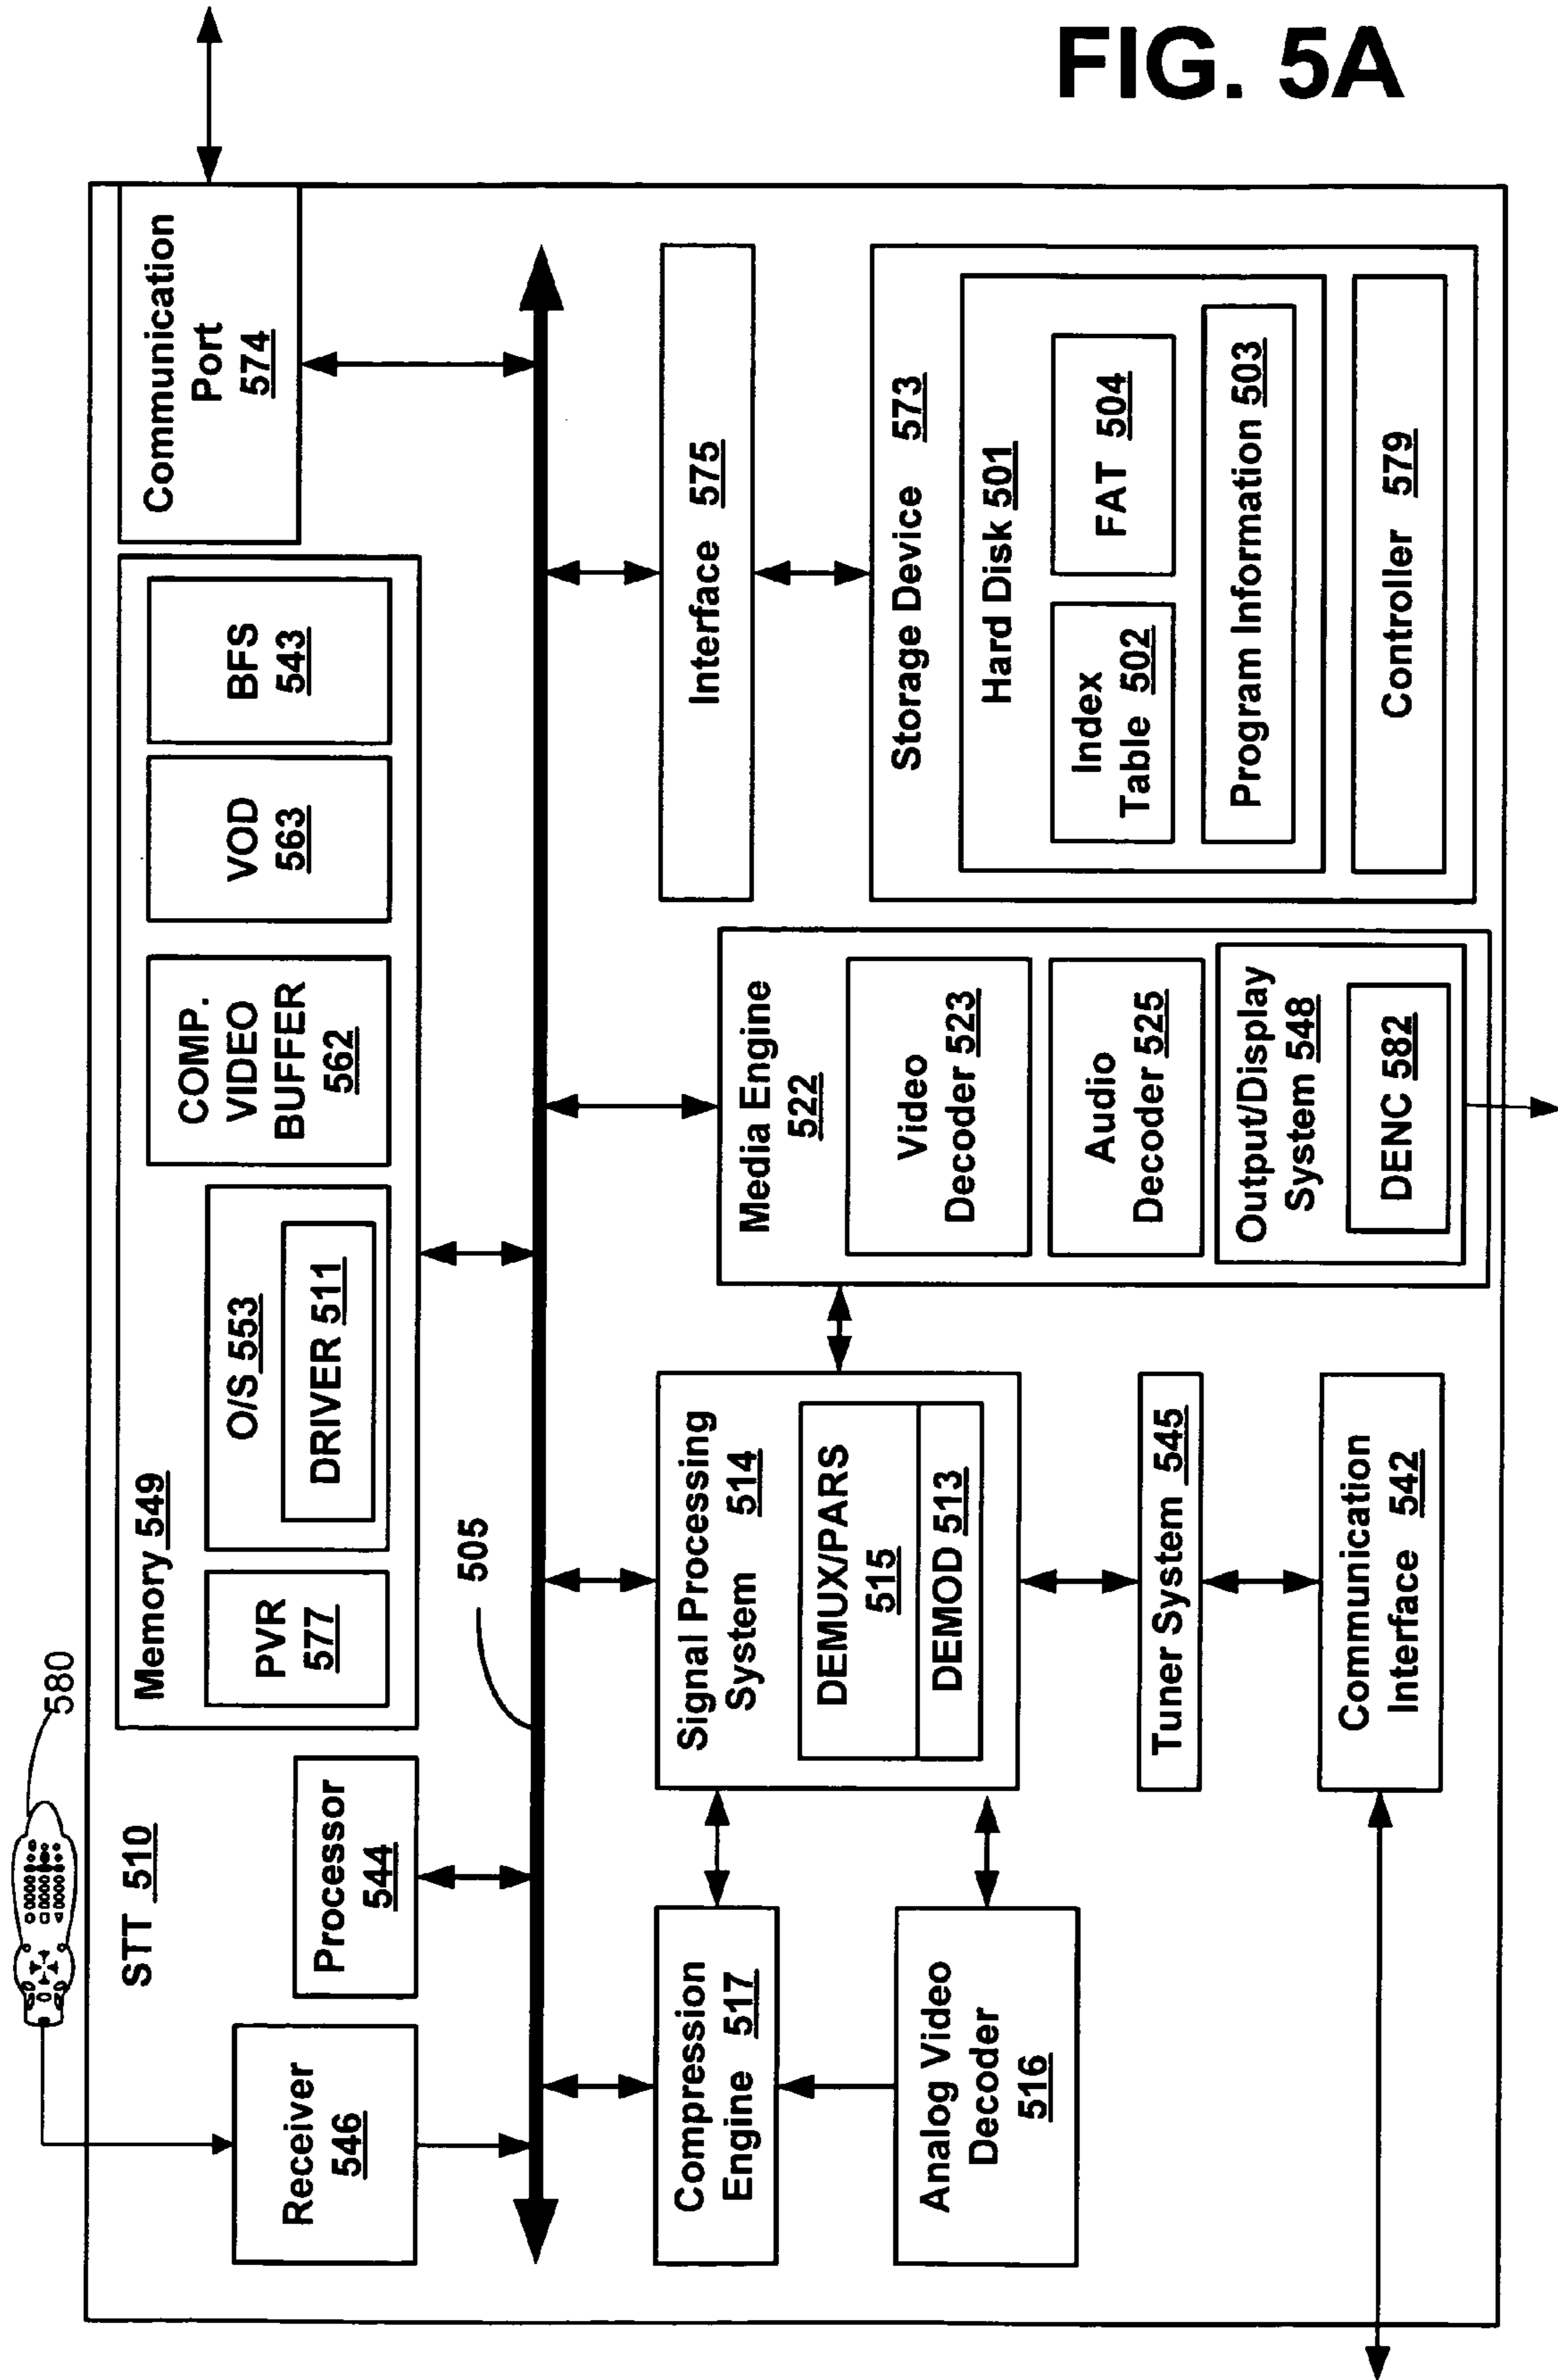 FIG. 5A
580
STT 510
Receiver
546
Processor
544
Memory 549
PVR
577
O/S 553
DRIVER 511
COMP.
VIDEO
BUFFER
562
VOD
563
BFS
543
Communication
Port
574
505
Compression
Engine 517
Analog Video
Decoder
516
Signal Processing
System 514
DEMUX/PARS
515
DEMOD 513
Tuner System 545
Communication
Interface 542
Media Engine
522
Video
Decoder 523
Audio
Decoder 525
Output/Display
System 548
DENC 582
Interface 575
Storage Device 573
Hard Disk 501
Index
Table 502
FAT 504
Program Information 503
Controller 579